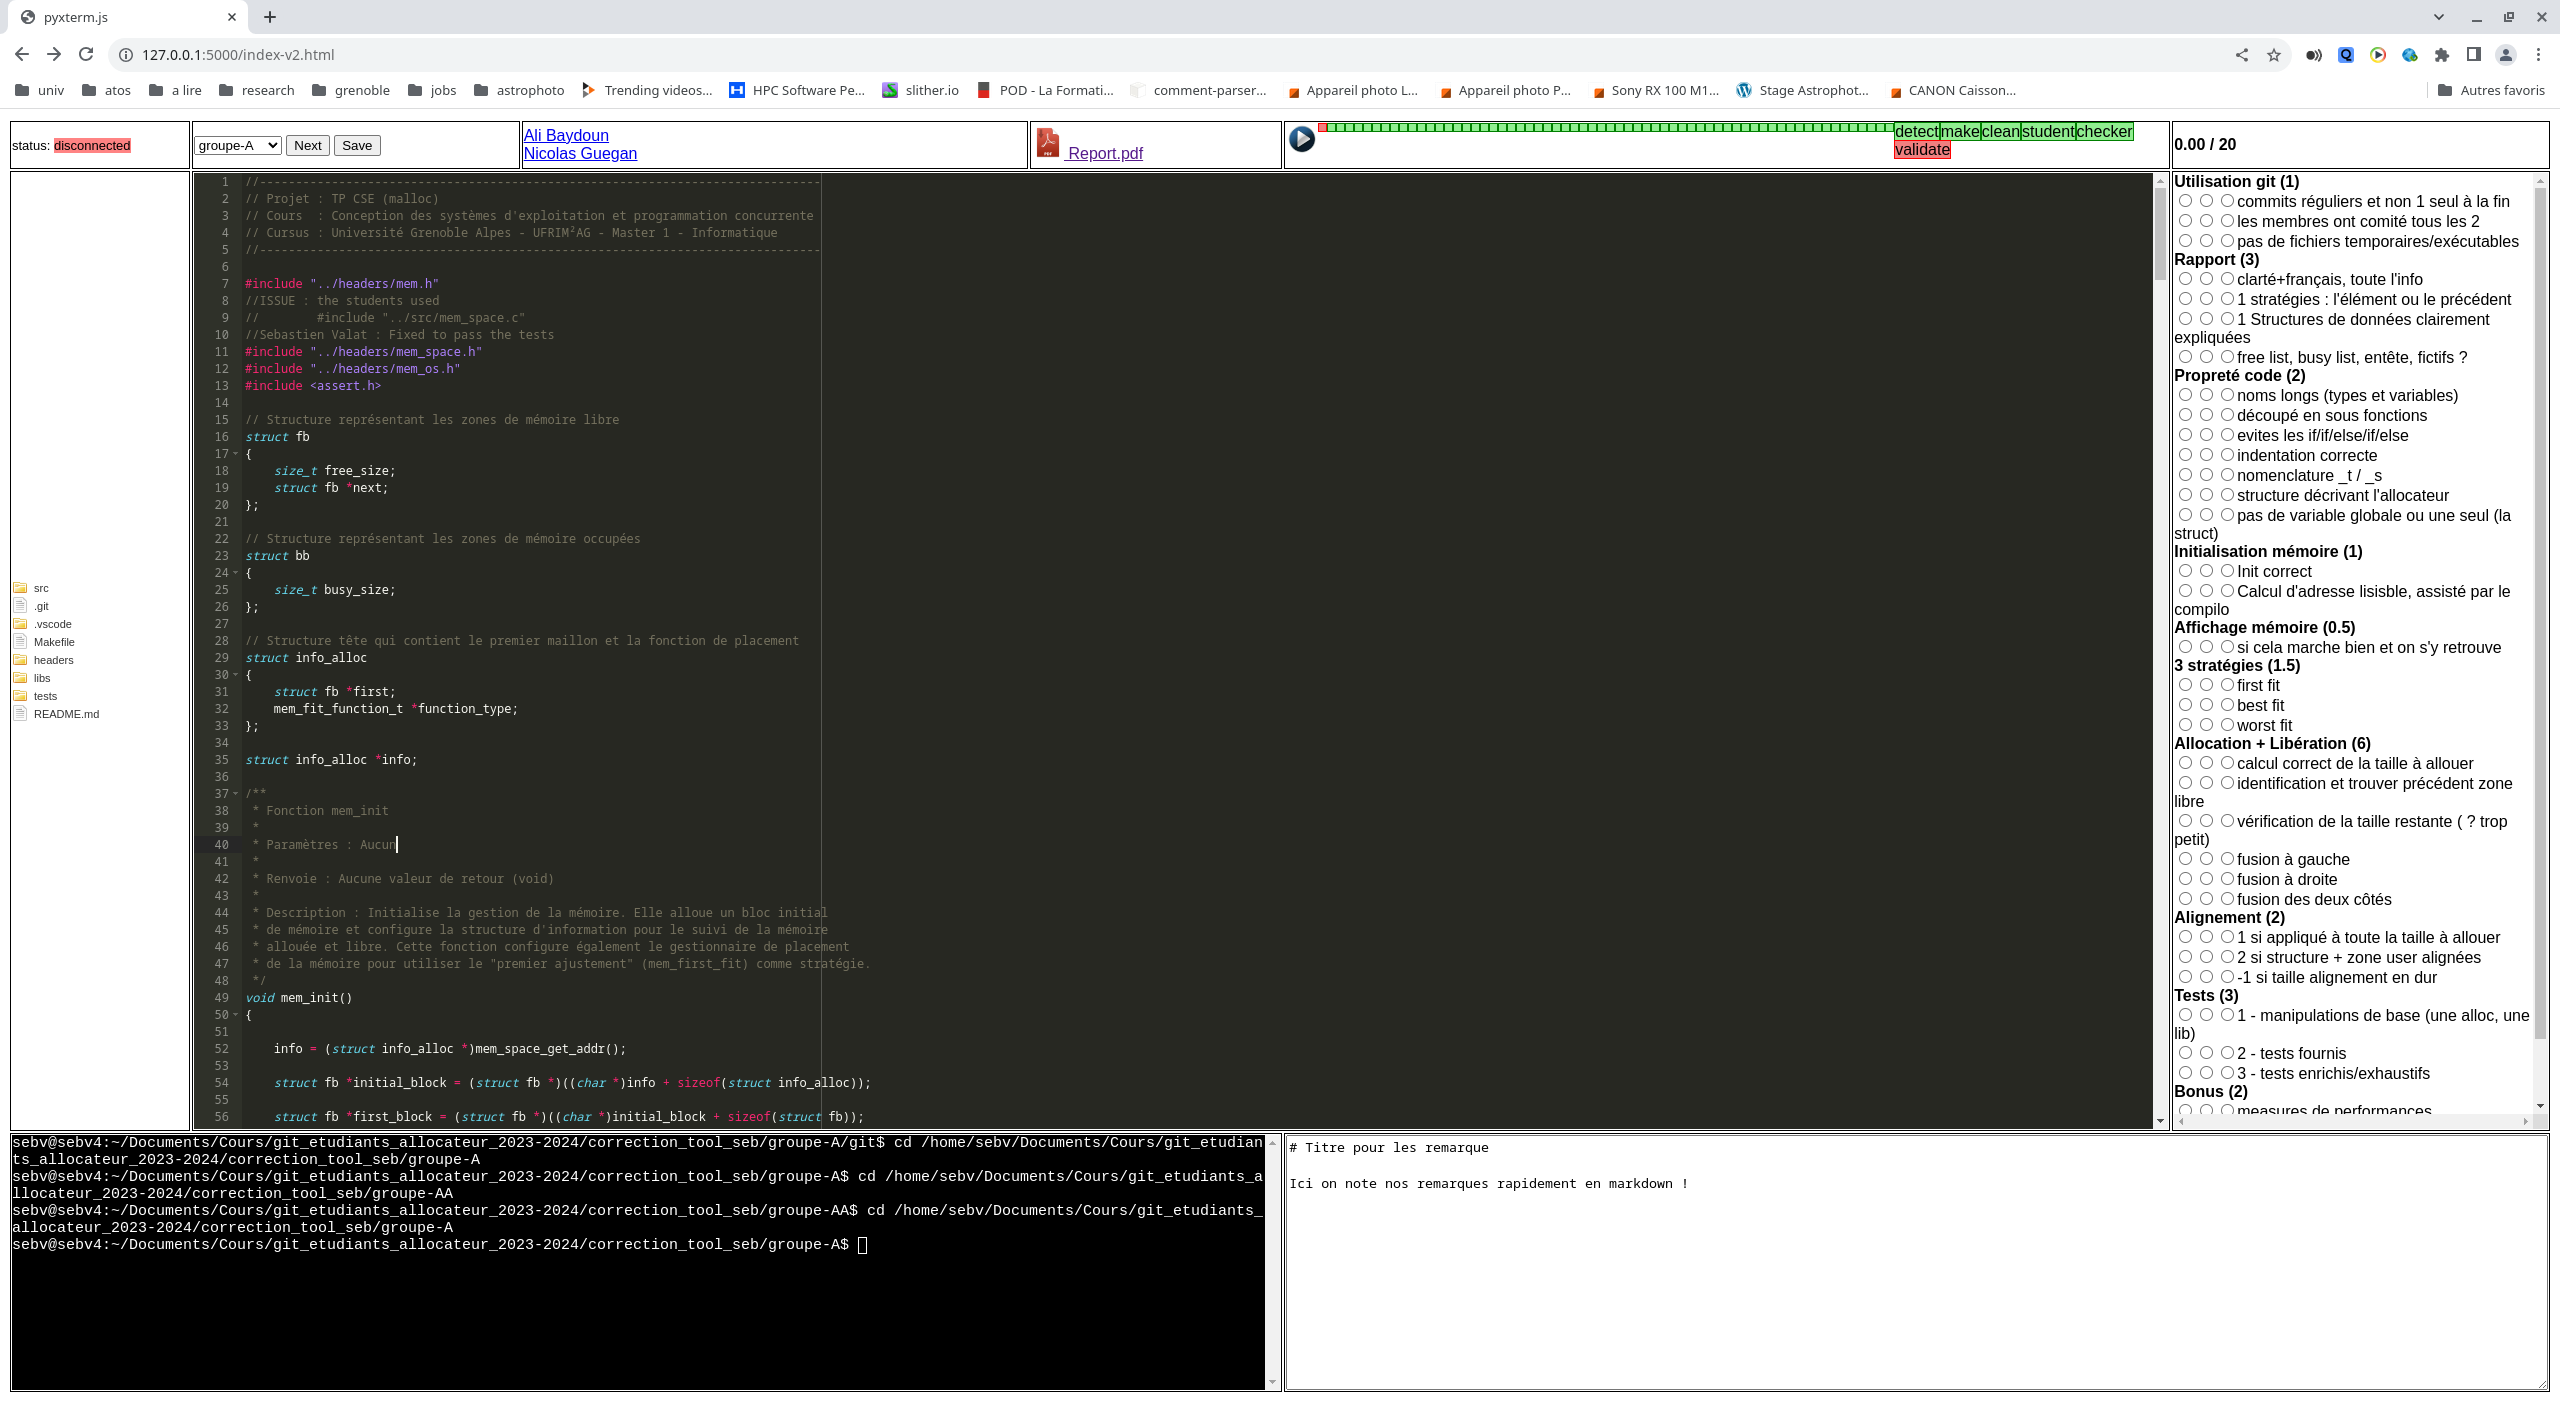 pyxterm.js
127.0.0.1:5000/index-v2.html
univ atos a lire research grenoble jobs astrophoto Trending videos... HPC Software Pe... slither.io POD - La Formati... comment-parser... Appareil photo L... Appareil photo P... Sony RX 100 M1... Stage Astrophot... CANON Caisson... Autres favoris
status: disconnected
groupe-A Next Save
Ali Baydoun
Nicolas Guegan
Report.pdf
detect make clean student checker
validate
0.00 / 20
src
.git
.vscode
Makefile
headers
libs
tests
README.md
1 //------------------------------------------------------------------------------
2 // Projet : TP CSE (malloc)
3 // Cours  : Conception des systèmes d'exploitation et programmation concurrente
4 // Cursus : Université Grenoble Alpes - UFRIM²AG - Master 1 - Informatique
5 //------------------------------------------------------------------------------
6
7 #include "../headers/mem.h"
8 //ISSUE : the students used
9 //        #include "../src/mem_space.c"
10 //Sebastien Valat : Fixed to pass the tests
11 #include "../headers/mem_space.h"
12 #include "../headers/mem_os.h"
13 #include <assert.h>
14
15 // Structure représentant les zones de mémoire libre
16 struct fb
17 {
18     size_t free_size;
19     struct fb *next;
20 };
21
22 // Structure représentant les zones de mémoire occupées
23 struct bb
24 {
25     size_t busy_size;
26 };
27
28 // Structure tête qui contient le premier maillon et la fonction de placement
29 struct info_alloc
30 {
31     struct fb *first;
32     mem_fit_function_t *function_type;
33 };
34
35 struct info_alloc *info;
36
37 /**
38  * Fonction mem_init
39  *
40  * Paramètres : Aucun
41  *
42  * Renvoie : Aucune valeur de retour (void)
43  *
44  * Description : Initialise la gestion de la mémoire. Elle alloue un bloc initial
45  * de mémoire et configure la structure d'information pour le suivi de la mémoire
46  * allouée et libre. Cette fonction configure également le gestionnaire de placement
47  * de la mémoire pour utiliser le "premier ajustement" (mem_first_fit) comme stratégie.
48  */
49 void mem_init()
50 {
51
52     info = (struct info_alloc *)mem_space_get_addr();
53
54     struct fb *initial_block = (struct fb *)((char *)info + sizeof(struct info_alloc));
55
56     struct fb *first_block = (struct fb *)((char *)initial_block + sizeof(struct fb));
Utilisation git (1)
commits réguliers et non 1 seul à la fin
les membres ont comité tous les 2
pas de fichiers temporaires/exécutables
Rapport (3)
clarté+français, toute l'info
1 stratégies : l'élément ou le précédent
1 Structures de données clairement
expliquées
free list, busy list, entête, fictifs ?
Propreté code (2)
noms longs (types et variables)
découpé en sous fonctions
evites les if/if/else/if/else
indentation correcte
nomenclature _t / _s
structure décrivant l'allocateur
pas de variable globale ou une seul (la
struct)
Initialisation mémoire (1)
Init correct
Calcul d'adresse lisisble, assisté par le
compilo
Affichage mémoire (0.5)
si cela marche bien et on s'y retrouve
3 stratégies (1.5)
first fit
best fit
worst fit
Allocation + Libération (6)
calcul correct de la taille à allouer
identification et trouver précédent zone
libre
vérification de la taille restante ( ? trop
petit)
fusion à gauche
fusion à droite
fusion des deux côtés
Alignement (2)
1 si appliqué à toute la taille à allouer
2 si structure + zone user alignées
-1 si taille alignement en dur
Tests (3)
1 - manipulations de base (une alloc, une
lib)
2 - tests fournis
3 - tests enrichis/exhaustifs
Bonus (2)
measures de performances
sebv@sebv4:~/Documents/Cours/git_etudiants_allocateur_2023-2024/correction_tool_seb/groupe-A/git$ cd /home/sebv/Documents/Cours/git_etudian
ts_allocateur_2023-2024/correction_tool_seb/groupe-A
sebv@sebv4:~/Documents/Cours/git_etudiants_allocateur_2023-2024/correction_tool_seb/groupe-A$ cd /home/sebv/Documents/Cours/git_etudiants_a
llocateur_2023-2024/correction_tool_seb/groupe-AA
sebv@sebv4:~/Documents/Cours/git_etudiants_allocateur_2023-2024/correction_tool_seb/groupe-AA$ cd /home/sebv/Documents/Cours/git_etudiants_
allocateur_2023-2024/correction_tool_seb/groupe-A
sebv@sebv4:~/Documents/Cours/git_etudiants_allocateur_2023-2024/correction_tool_seb/groupe-A$
# Titre pour les remarque
Ici on note nos remarques rapidement en markdown !